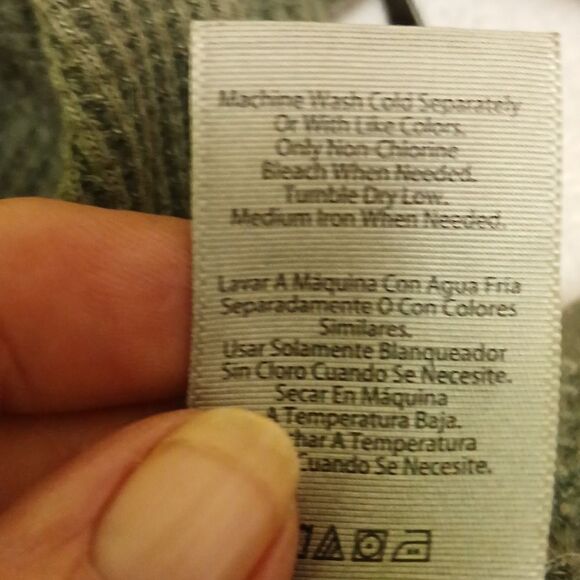 Machine Wash Cold Separately
Or With Like Colors.
Only Non-Chlorine
Bleach When Needed.
Tumble Dry Low.
Medium Iron When Needed.
Lavar A Máquina Con Agua Fría
Separadamente O Con Colores
Similares.
Usar Solamente Blanqueador
Sin Cloro Cuando Se Necesite.
Secar En Máquina
A Temperatura Baja.
A Temperatura
Cuando Se Necesite.